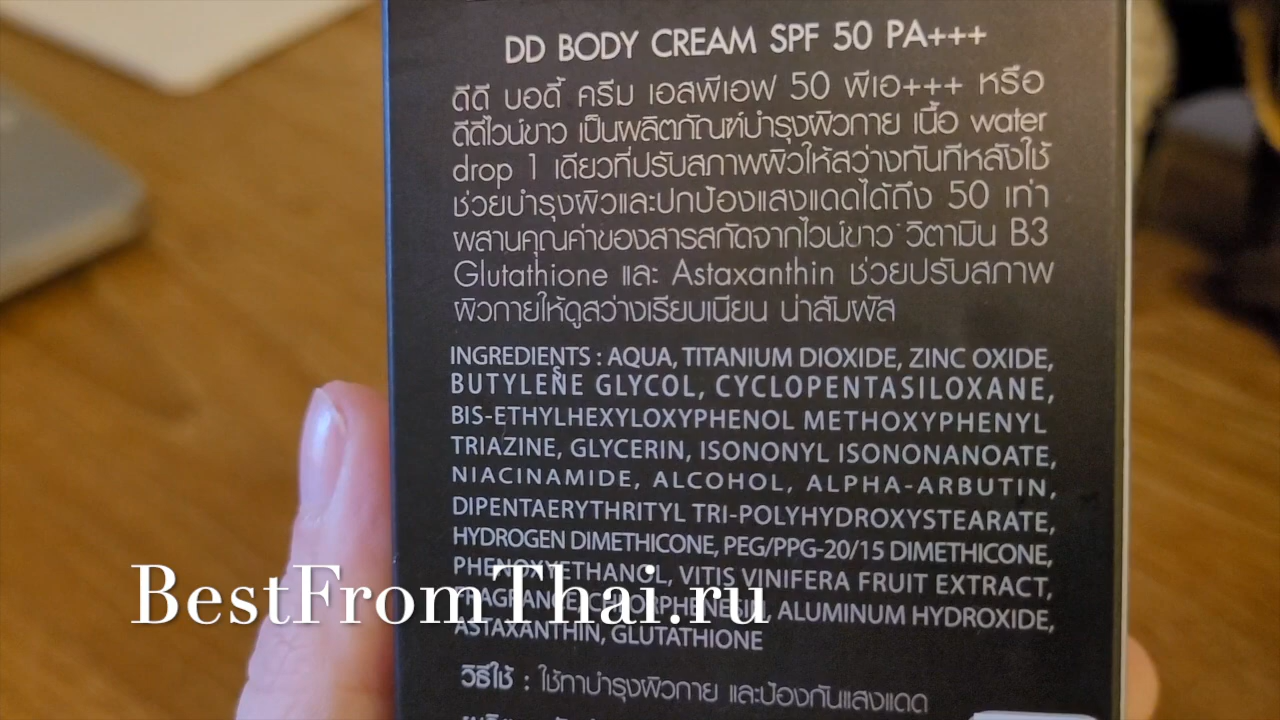 DD BODY CREAM SPF 50 PA+++
ดีดี บอดี้ ครีม เอสพีเอฟ 50 พีเอ+++ หรือ
ดีดีไวน์ขาว เป็นผลิตภัณฑ์บำรุงผิวกาย เนื้อ water
drop 1 เดียวที่ปรับสภาพผิวให้สว่างทันทีหลังใช้
ช่วยบำรุงผิวและปกป้องแสงแดดได้ถึง 50 เท่า
ผสานคุณค่าของสารสกัดจากไวน์ขาว วิตามิน B3
Glutathione และ Astaxanthin ช่วยปรับสภาพ
ผิวกายให้ดูสว่างเรียบเนียน น่าสัมผัส
INGREDIENTS : AQUA, TITANIUM DIOXIDE, ZINC OXIDE,
BUTYLENE GLYCOL, CYCLOPENTASILOXANE,
BIS-ETHYLHEXYLOXYPHENOL METHOXYPHENYL
TRIAZINE, GLYCERIN, ISONONYL ISONONANOATE,
NIACINAMIDE, ALCOHOL, ALPHA-ARBUTIN,
DIPENTAERYTHRITYL TRI-POLYHYDROXYSTEARATE,
HYDROGEN DIMETHICONE, PEG/PPG-20/15 DIMETHICONE,
PHENOXYETHANOL, VITIS VINIFERA FRUIT EXTRACT,
FRAGRANCE, CHLORPHENESIN, ALUMINUM HYDROXIDE,
ASTAXANTHIN, GLUTATHIONE
BestFromThai.ru
วิธีใช้ : ใช้ทาบำรุงผิวกาย และป้องกันแสงแดด